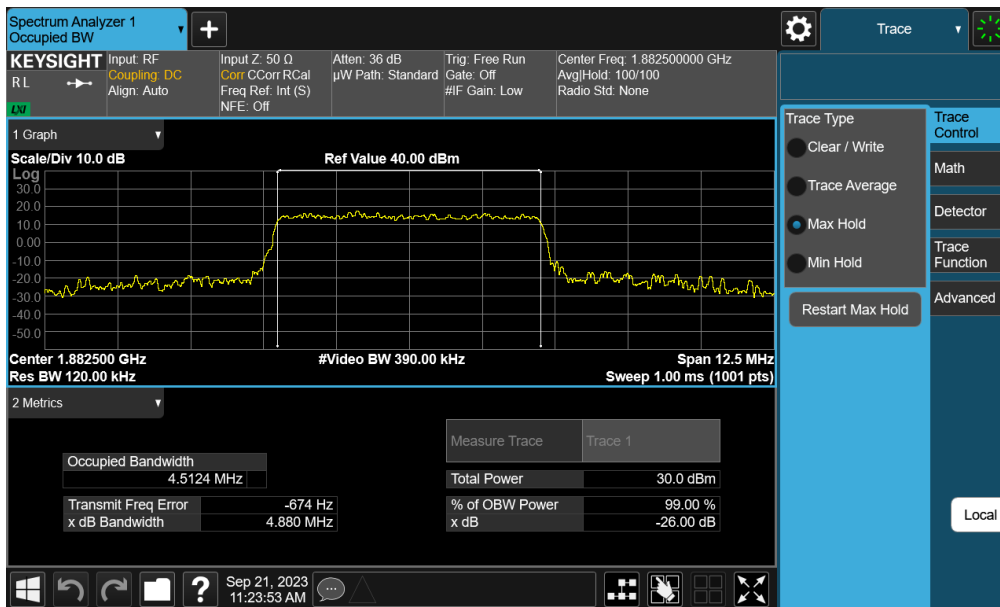 Spectrum Analyzer 1
Occupied BW
+
Trace
KEYSIGHT
R L
LXI
Input: RF
Coupling: DC
Align: Auto
Input Z: 50 Ω
Corr CCorr RCal
Freq Ref: Int (S)
NFE: Off
Atten: 36 dB
µW Path: Standard
Trig: Free Run
Gate: Off
#IF Gain: Low
Center Freq: 1.882500000 GHz
Avg|Hold: 100/100
Radio Std: None
1 Graph
Scale/Div 10.0 dB
Ref Value 40.00 dBm
Log
30.0
20.0
10.0
0.00
-10.0
-20.0
-30.0
-40.0
-50.0
Center 1.882500 GHz
#Video BW 390.00 kHz
Span 12.5 MHz
Res BW 120.00 kHz
Sweep 1.00 ms (1001 pts)
2 Metrics
Measure Trace
Trace 1
Occupied Bandwidth
4.5124 MHz
Total Power
30.0 dBm
Transmit Freq Error
-674 Hz
% of OBW Power
99.00 %
x dB Bandwidth
4.880 MHz
x dB
-26.00 dB
Trace Type
Clear / Write
Trace Average
Max Hold
Min Hold
Restart Max Hold
Trace
Control
Math
Detector
Trace
Function
Advanced
Local
?
Sep 21, 2023
11:23:53 AM